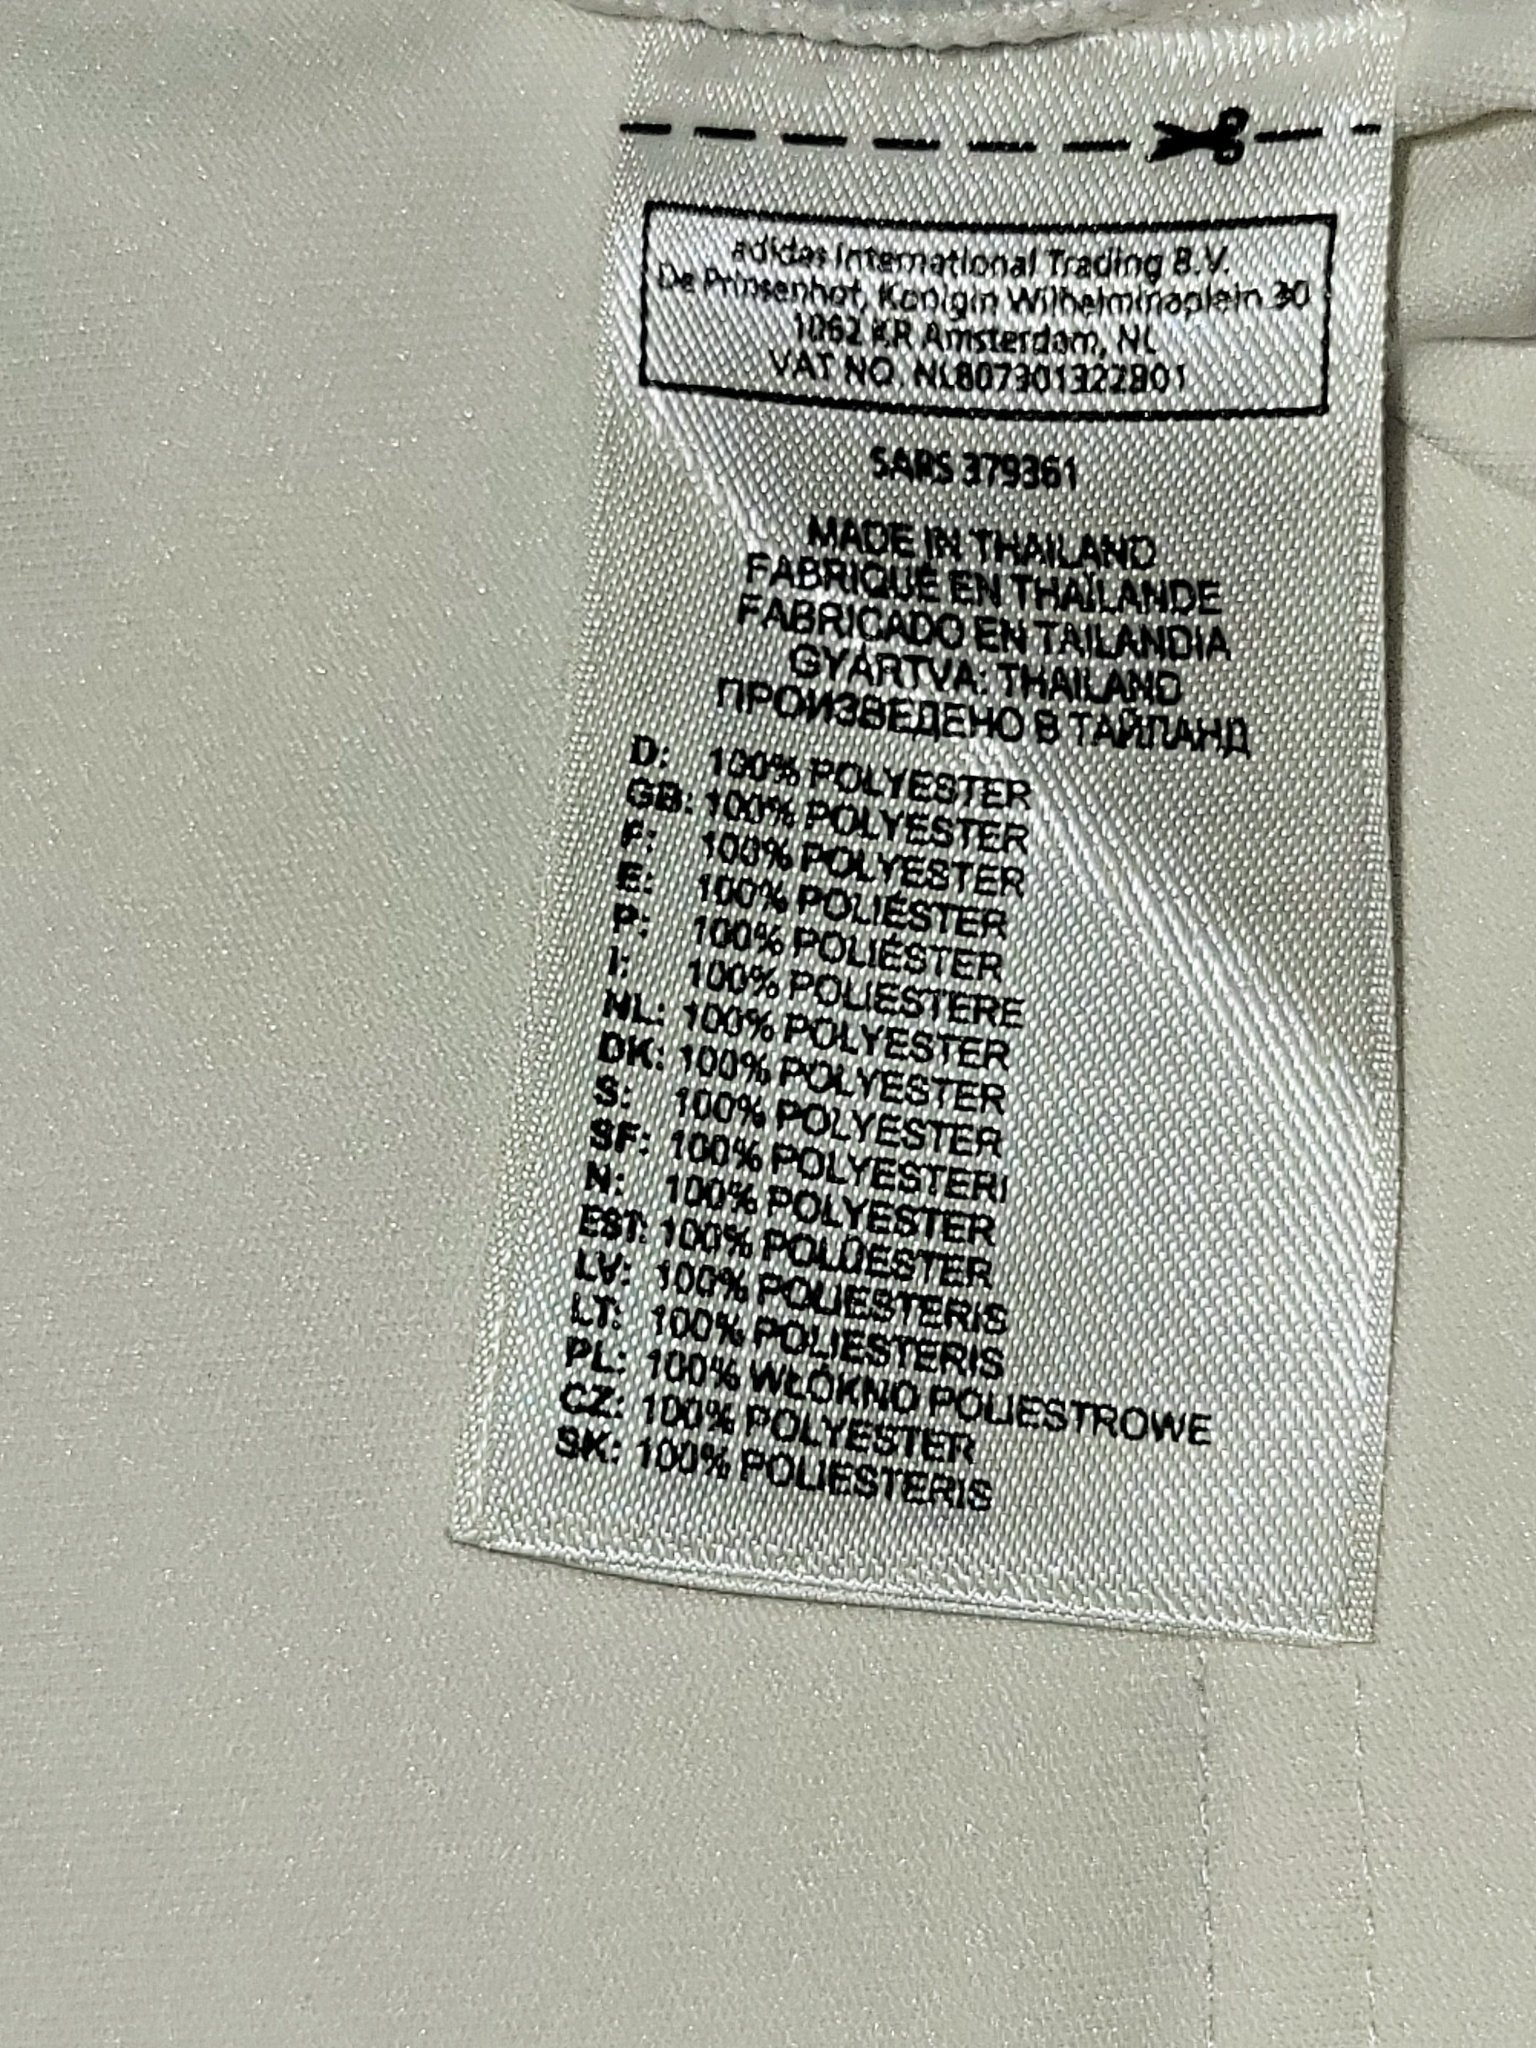 adidas International Trading B.V.
De Prinsenhof, Konigin Wilhelminaplein 30
1062 KR Amsterdam, NL
VAT NO. NL807301322B01
SARS 379361
MADE IN THAILAND
FABRIQUÉ EN THAÏLANDE
FABRICADO EN TAILANDIA
GYÁRTVA: THAILAND
ПРОИЗВЕДЕНО В ТАЙЛАНД
D: 100% POLYESTER
GB: 100% POLYESTER
F: 100% POLYESTER
E: 100% POLIÉSTER
P: 100% POLIÉSTER
I: 100% POLIESTERE
NL: 100% POLYESTER
DK: 100% POLYESTER
S: 100% POLYESTER
SF: 100% POLYESTERI
N: 100% POLYESTER
EST: 100% POLÜESTER
LV: 100% POLIESTERIS
LT: 100% POLIESTERIS
PL: 100% WŁÓKNO POLIESTROWE
CZ: 100% POLYESTER
SK: 100% POLIESTERIS